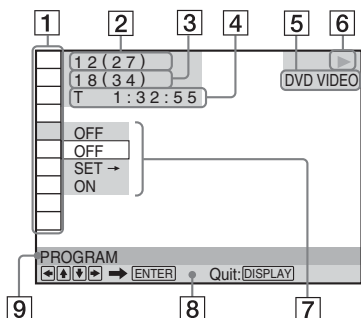 1 2 3 4 5 6
12(27)
18(34)
T 1:32:55
DVD VIDEO
OFF
OFF
SET →
ON
PROGRAM
← ↑ ↓ → ➡ ENTER Quit: DISPLAY
9 8 7